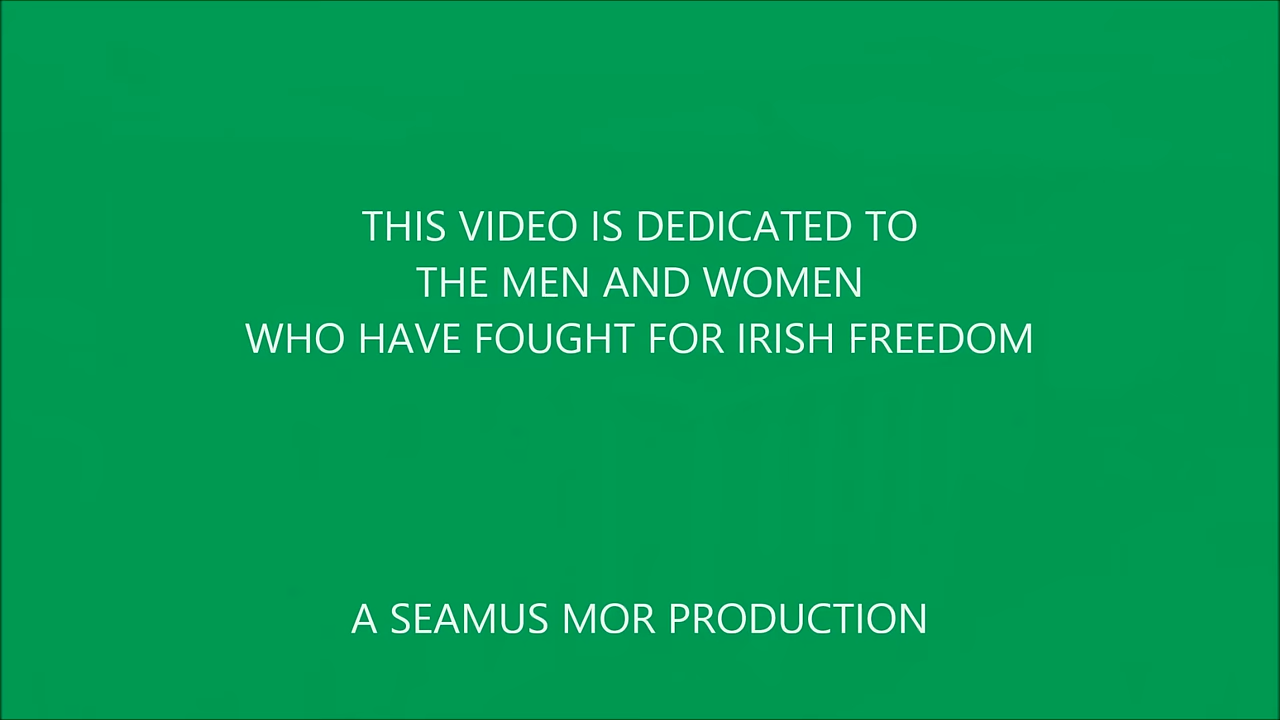 THIS VIDEO IS DEDICATED TO
THE MEN AND WOMEN
WHO HAVE FOUGHT FOR IRISH FREEDOM
A SEAMUS MOR PRODUCTION